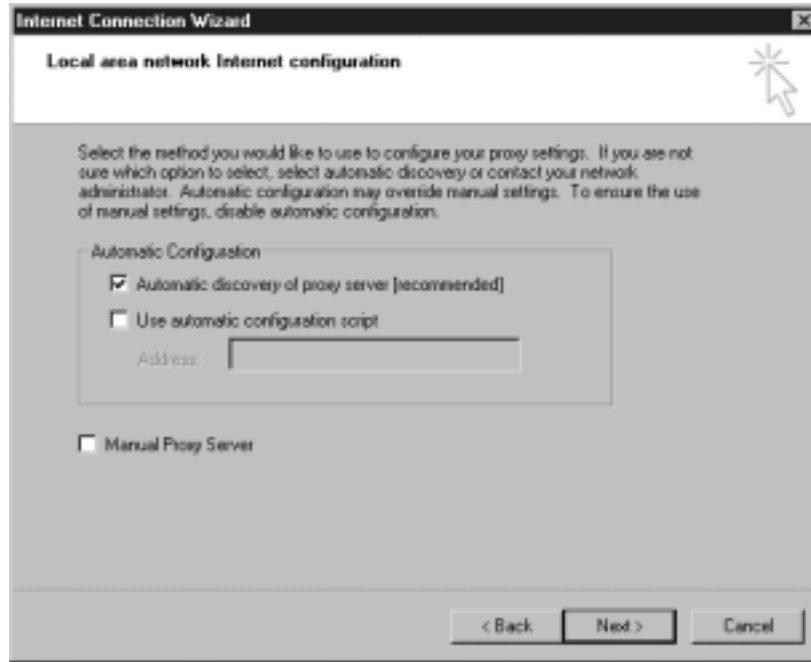 Internet Connection Wizard
Local area network Internet configuration
Select the method you would like to use to configure your proxy settings. If you are not
sure which option to select, select automatic discovery or contact your network
administrator. Automatic configuration may override manual settings. To ensure the use
of manual settings, disable automatic configuration.
Automatic Configuration
Automatic discovery of proxy server [recommended]
Use automatic configuration script
Address:
Manual Proxy Server
< Back
Next >
Cancel